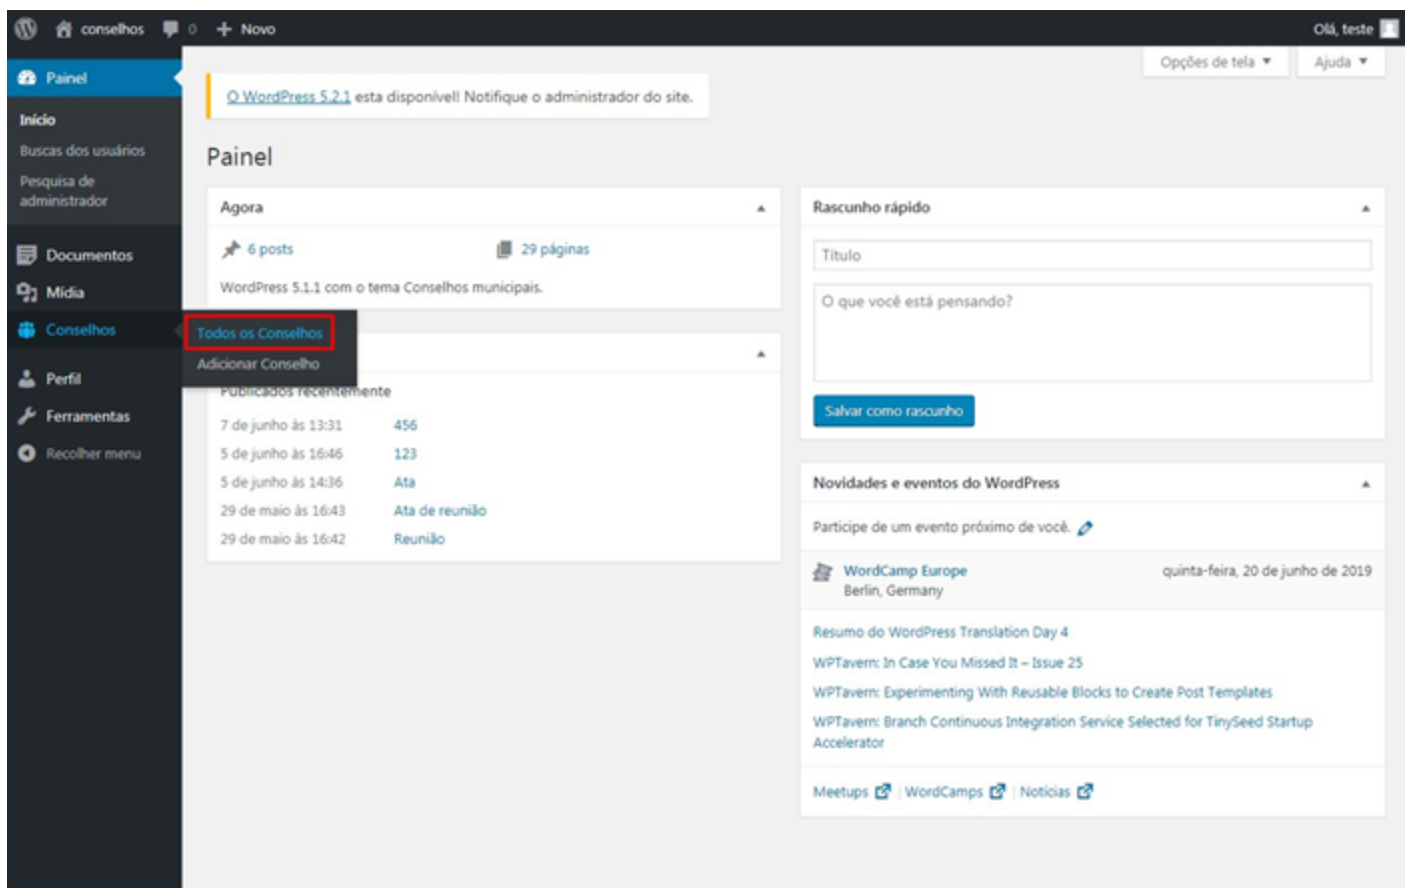 conselhos 0 + Novo
Olá, teste
Painel
Início
Buscas dos usuários
Pesquisa de
administrador
Documentos
Mídia
Conselhos
Todos os Conselhos
Adicionar Conselho
Perfil
Ferramentas
Recolher menu
Opções de tela
Ajuda
O WordPress 5.2.1 esta disponível! Notifique o administrador do site.
Painel
Agora
6 posts
29 páginas
WordPress 5.1.1 com o tema Conselhos municipais.
Publicados recentemente
7 de junho às 13:31 456
5 de junho às 16:46 123
5 de junho às 14:36 Ata
29 de maio às 16:43 Ata de reunião
29 de maio às 16:42 Reunião
Rascunho rápido
Título
O que você está pensando?
Salvar como rascunho
Novidades e eventos do WordPress
Participe de um evento próximo de você.
WordCamp Europe
quinta-feira, 20 de junho de 2019
Berlin, Germany
Resumo do WordPress Translation Day 4
WPTavern: In Case You Missed It – Issue 25
WPTavern: Experimenting With Reusable Blocks to Create Post Templates
WPTavern: Branch Continuous Integration Service Selected for TinySeed Startup
Accelerator
Meetups | WordCamps | Notícias